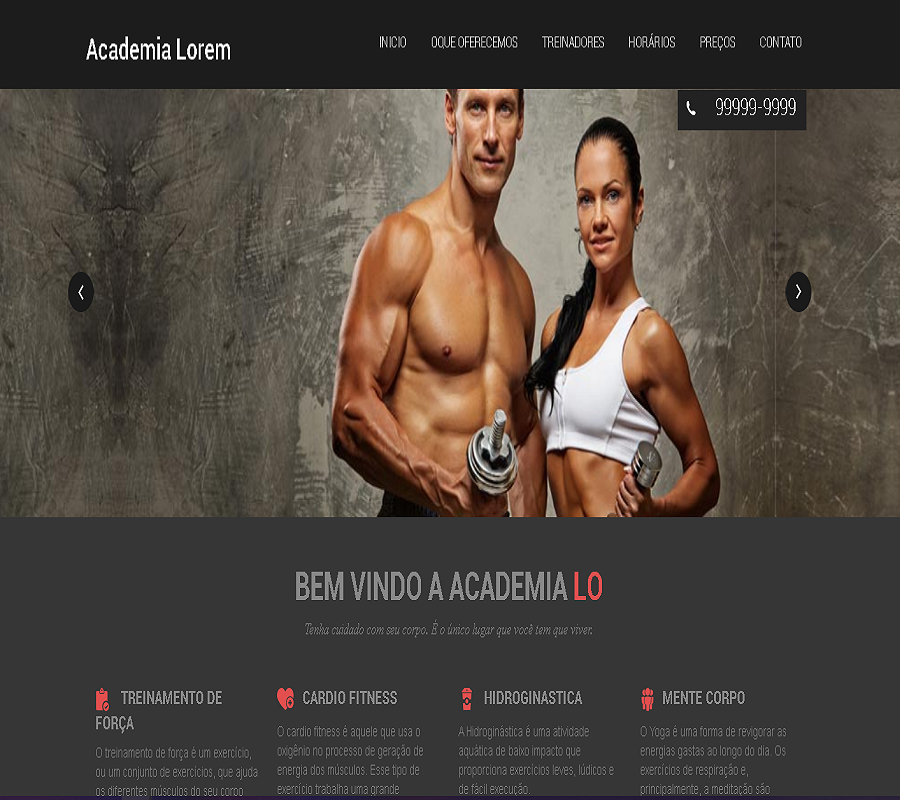 Academia Lorem
INICIO OQUE OFERECEMOS TREINADORES HORÁRIOS PREÇOS CONTATO
99999-9999
BEM VINDO A ACADEMIA LO
Tenha cuidado com seu corpo. É o único lugar que você tem que viver.
TREINAMENTO DE
FORÇA
O treinamento de força é um exercício,
ou um conjunto de exercícios, que ajuda
os diferentes músculos do seu corpo
CARDIO FITNESS
O cardio fitness é aquele que usa o
oxigênio no processo de geração de
energia dos músculos. Esse tipo de
exercício trabalha uma grande
HIDROGINASTICA
A Hidroginástica é uma atividade
aquática de baixo impacto que
proporciona exercícios leves, lúdicos e
de fácil execução.
MENTE CORPO
O Yoga é uma forma de revigorar as
energias gastas ao longo do dia. Os
exercícios de respiração e,
principalmente, a meditação são